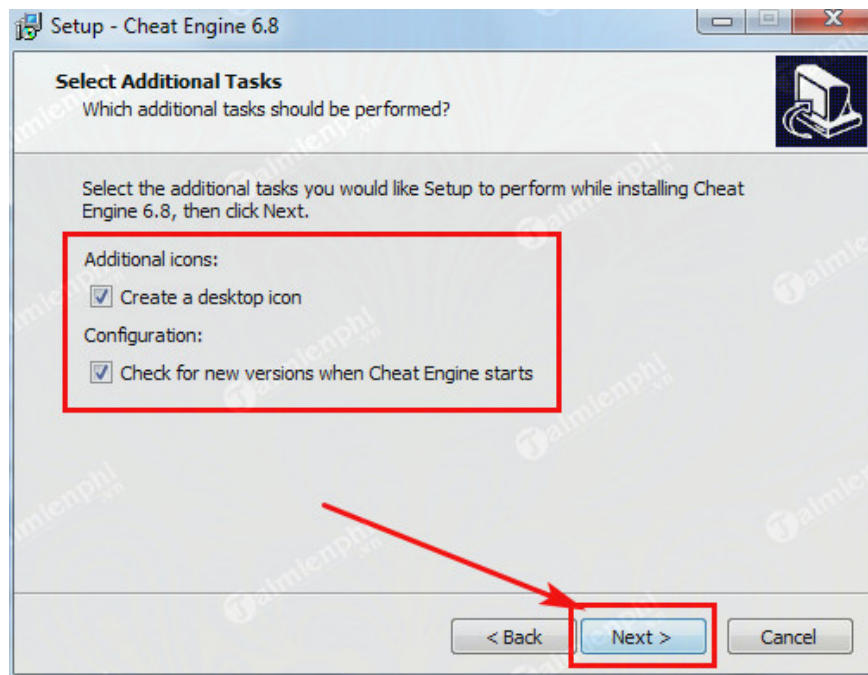 Setup - Cheat Engine 6.8
Select Additional Tasks
Which additional tasks should be performed?
Select the additional tasks you would like Setup to perform while installing Cheat
Engine 6.8, then click Next.
Additional icons:
Create a desktop icon
Configuration:
Check for new versions when Cheat Engine starts
< Back
Next >
Cancel
Taimienphi
.vn